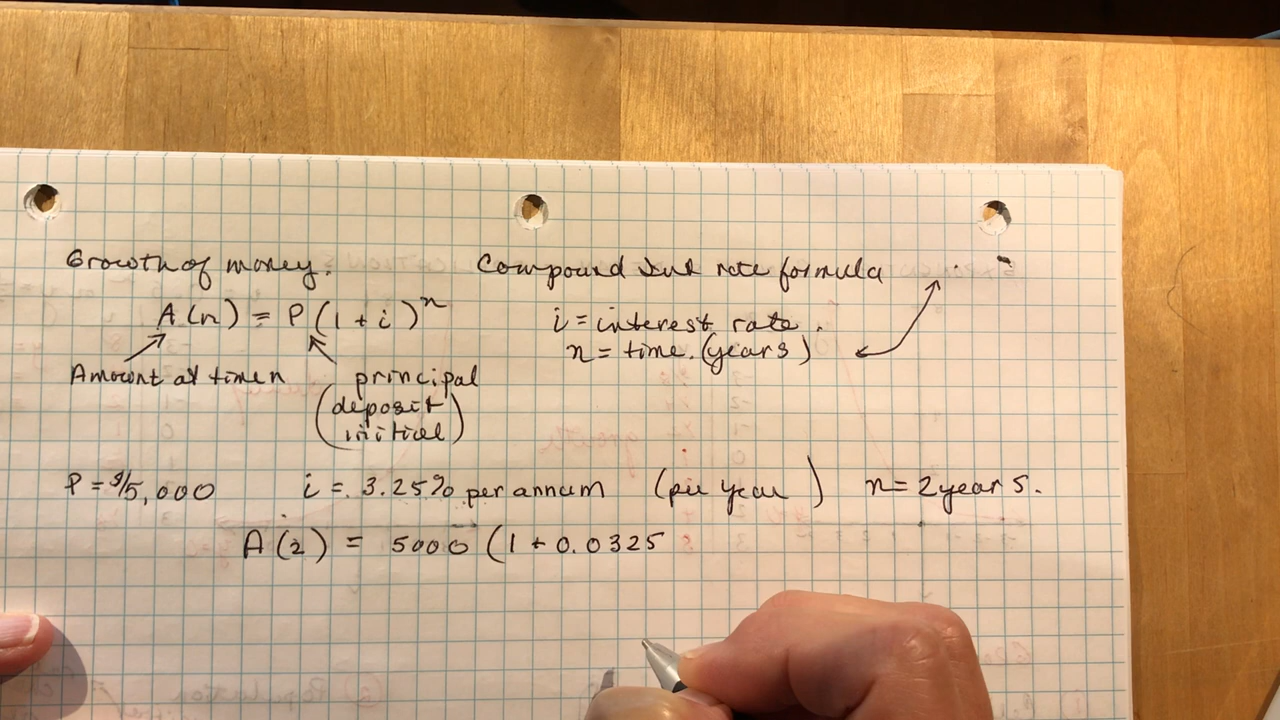 Growth of money. Compound rate formula
A(n) = P(1 + i)^n i = interest rate.
n = time. (years)
Amount at time n principal
(deposit
initial)
P = $5,000 i = 3.25% per annum (per year) n = 2 years.
A(2) = 5000 (1 + 0.0325